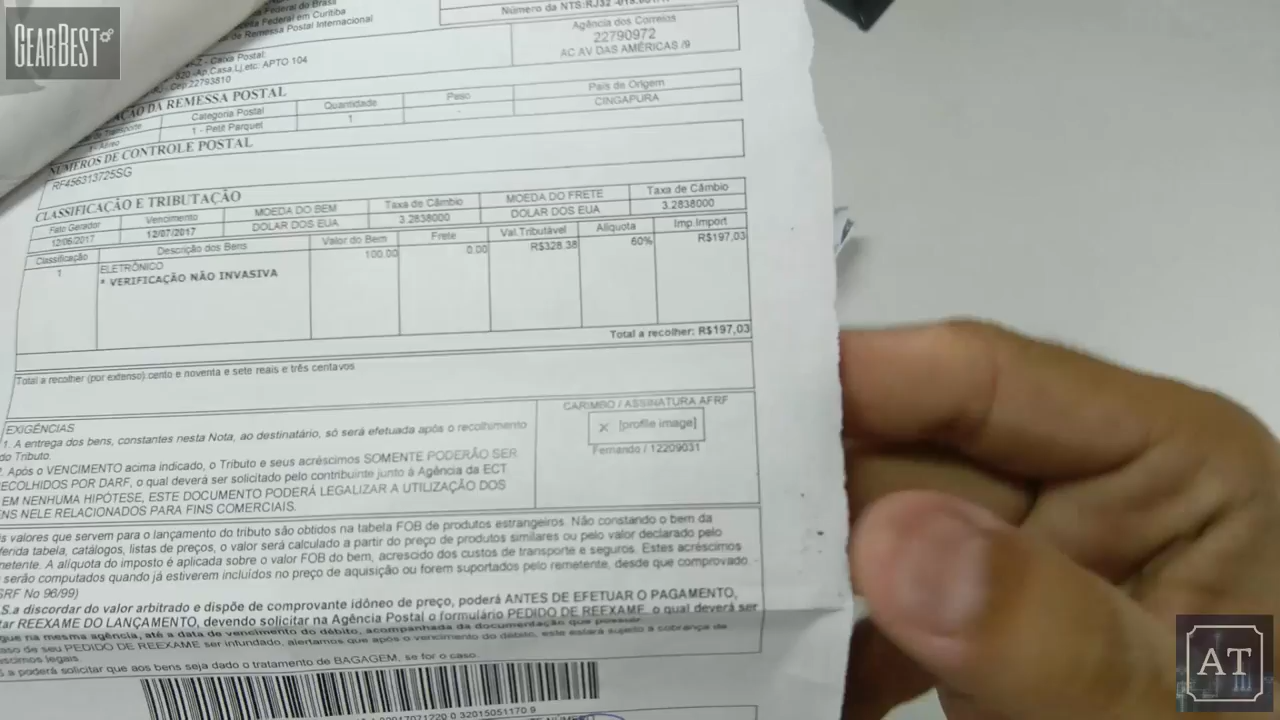 GEARBEST
Federal do Brasil
Federal em Curitiba
Remessa Postal Internacional
Número da NTS:RJ32
Agência dos Correios
22790972
AC AV DAS AMÉRICAS /9
Caixa Postal:
Ap,Casa,Lj,etc: APTO 104
Cep:22793810
DA REMESSA POSTAL
Categoria Postal
Quantidade
Peso
País de Origem
1 - Petit Parquel
1
-
CINGAPURA
NÚMEROS DE CONTROLE POSTAL
RF456313725SG
CLASSIFICAÇÃO E TRIBUTAÇÃO
Fato Gerador
Vencimento
MOEDA DO BEM
Taxa de Câmbio
MOEDA DO FRETE
Taxa de Câmbio
12/06/2017
12/07/2017
DOLAR DOS EUA
3.2838000
DOLAR DOS EUA
3.2838000
Classificação
Descrição dos Bens
Valor do Bem
Frete
Val.Tributável
Alíquota
Imp.Import
1
ELETRÔNICO
100.00
0.00
R$328,38
60%
R$197,03
* VERIFICAÇÃO NÃO INVASIVA
Total a recolher: R$197,03
Total a recolher (por extenso):cento e noventa e sete reais e três centavos
EXIGÊNCIAS
CARIMBO / ASSINATURA AFRF
x [profile image]
Fernando / 12209031
1. A entrega dos bens, constantes nesta Nota, ao destinatário, só será efetuada após o recolhimento
do Tributo.
. Após o VENCIMENTO acima indicado, o Tributo e seus acréscimos SOMENTE PODERÃO SER
RECOLHIDOS POR DARF, o qual deverá ser solicitado pelo contribuinte junto à Agência da ECT
EM NENHUMA HIPÓTESE, ESTE DOCUMENTO PODERÁ LEGALIZAR A UTILIZAÇÃO DOS
ENS NELE RELACIONADOS PARA FINS COMERCIAIS.
s valores que servem para o lançamento do tributo são obtidos na tabela FOB de produtos estrangeiros. Não constando o bem da
ferida tabela, catálogos, listas de preços, o valor será calculado a partir do preço de produtos similares ou pelo valor declarado pelo
metente. A alíquota do imposto é aplicada sobre o valor FOB do bem, acrescido dos custos de transporte e seguros. Estes acréscimos
serão computados quando já estiverem incluídos no preço de aquisição ou forem suportados pelo remetente, desde que comprovado.
SRF No 96/99)
S.a discordar do valor arbitrado e dispõe de comprovante idôneo de preço, poderá ANTES DE EFETUAR O PAGAMENTO,
tar REEXAME DO LANÇAMENTO, devendo solicitar na Agência Postal o formulário PEDIDO DE REEXAME, o qual deverá ser
gue na mesma agência, até a data de vencimento do débito, acompanhada da documentação que possuir.
aso de seu PEDIDO DE REEXAME ser infundado, alertamos que após o vencimento do débito, este estará sujeito à cobrança de
éscimos legais.
a poderá solicitar que aos bens seja dado o tratamento de BAGAGEM, se for o caso.
AT